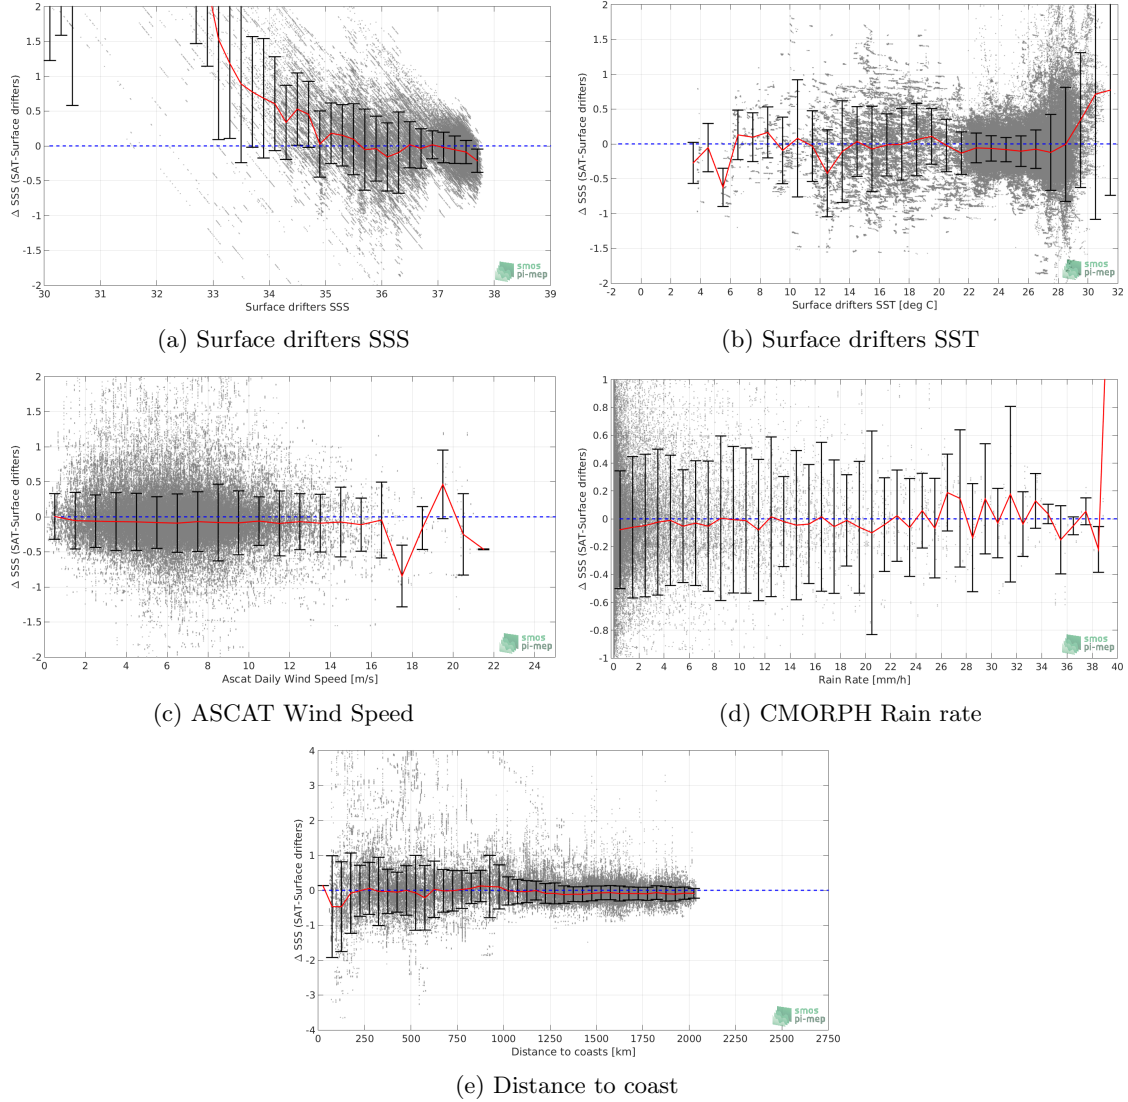 2
1.5
1
0.5
0
-0.5
-1
-1.5
-2
Δ SSS (SAT-Surface drifters)
30 31 32 33 34 35 36 37 38 39
Surface drifters SSS
smos
pi-mep
(a) Surface drifters SSS
2
1.5
1
0.5
0
-0.5
-1
-1.5
-2
Δ SSS (SAT-Surface drifters)
-2 0 2 4 6 8 10 12 14 16 18 20 22 24 26 28 30 32
Surface drifters SST [deg C]
smos
pi-mep
(b) Surface drifters SST
2
1.5
1
0.5
0
-0.5
-1
-1.5
-2
Δ SSS (SAT-Surface drifters)
0 2 4 6 8 10 12 14 16 18 20 22 24
Ascat Daily Wind Speed [m/s]
smos
pi-mep
(c) ASCAT Wind Speed
1
0.8
0.6
0.4
0.2
0
-0.2
-0.4
-0.6
-0.8
-1
Δ SSS (SAT-Surface drifters)
0 2 4 6 8 10 12 14 16 18 20 22 24 26 28 30 32 34 36 38 40
Rain Rate [mm/h]
smos
pi-mep
(d) CMORPH Rain rate
4
3
2
1
0
-1
-2
-3
-4
Δ SSS (SAT-Surface drifters)
0 250 500 750 1000 1250 1500 1750 2000 2250 2500 2750
Distance to coasts [km]
smos
pi-mep
(e) Distance to coast